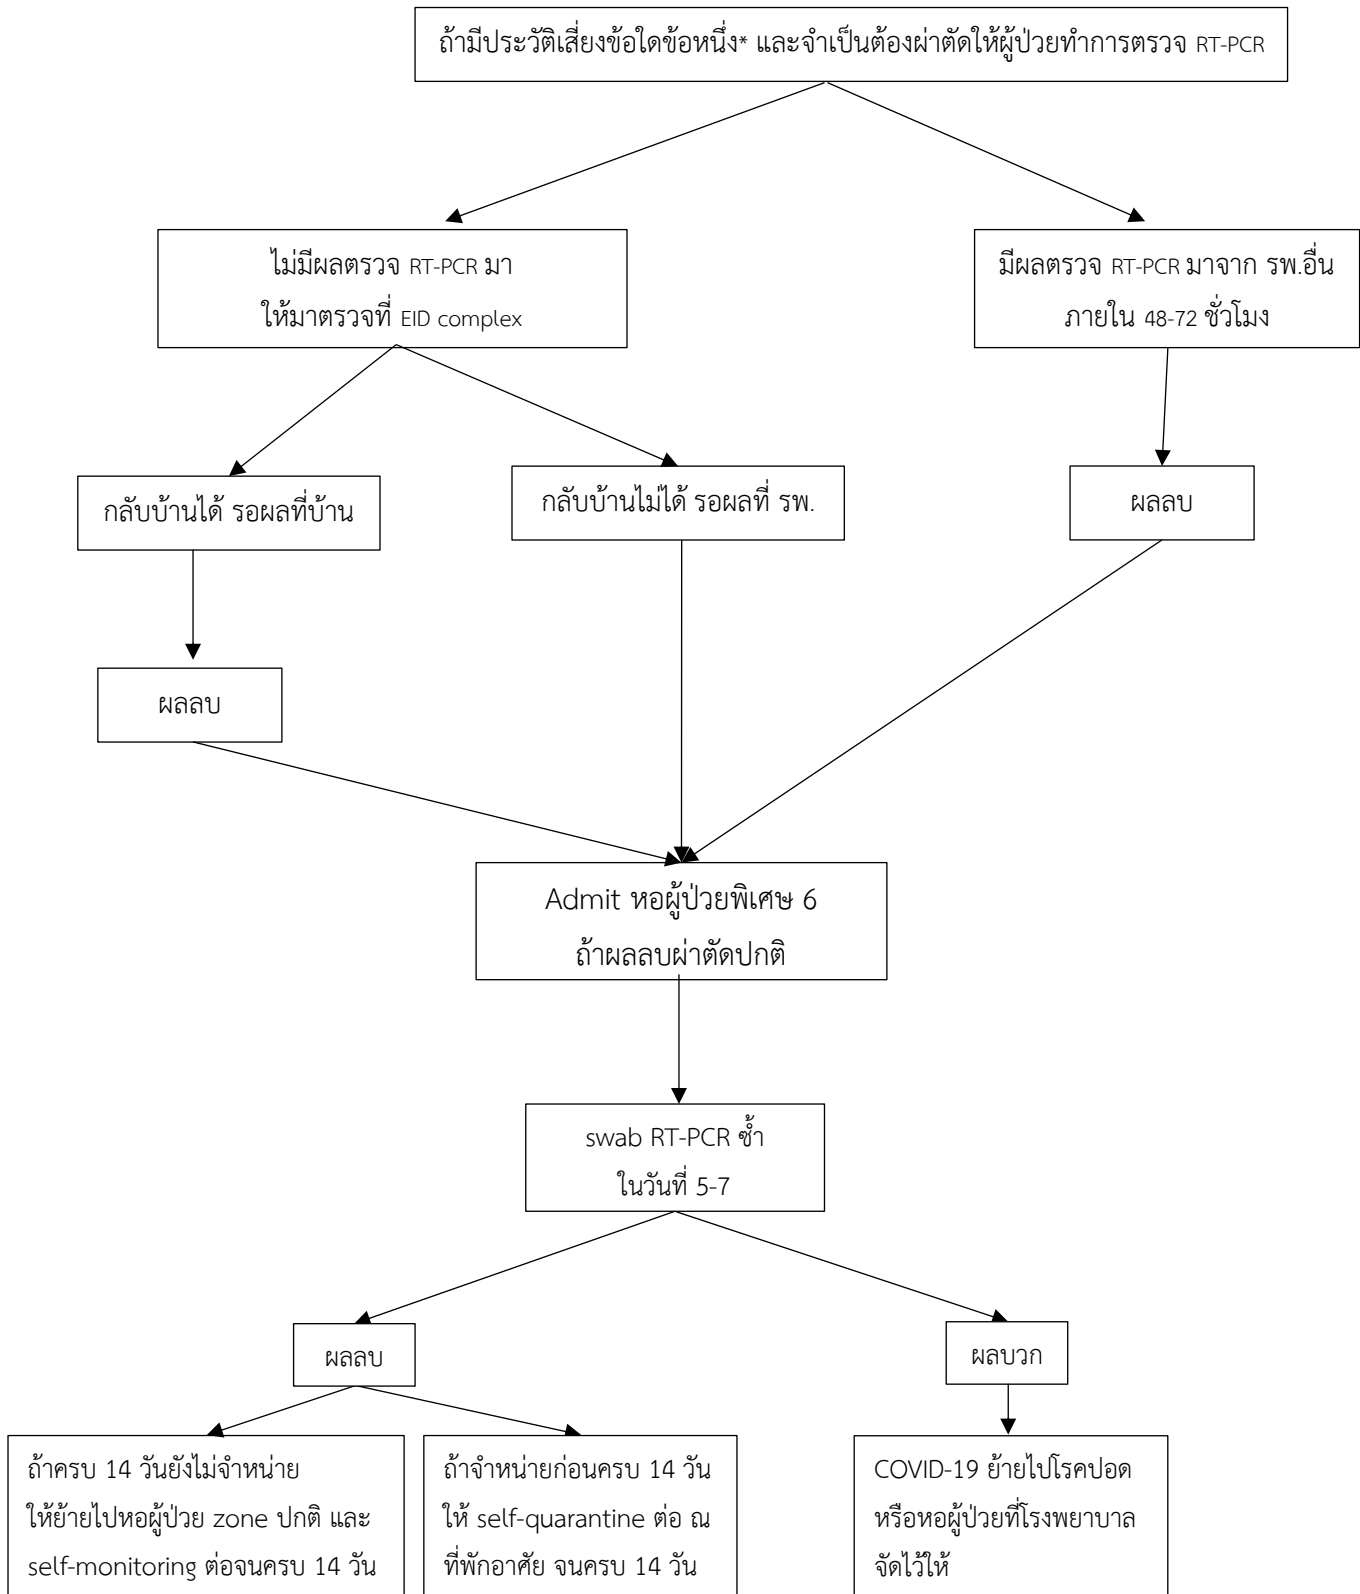 ถ้ามีประวัติเสี่ยงข้อใดข้อหนึ่ง* และจำเป็นต้องผ่าตัดให้ผู้ป่วยทำการตรวจ RT-PCR
ไม่มีผลตรวจ RT-PCR มา
ให้มาตรวจที่ EID complex
มีผลตรวจ RT-PCR มาจาก รพ.อื่น
ภายใน 48-72 ชั่วโมง
กลับบ้านได้ รอผลที่บ้าน
กลับบ้านไม่ได้ รอผลที่ รพ.
ผลลบ
ผลลบ
Admit หอผู้ป่วยพิเศษ 6
ถ้าผลลบผ่าตัดปกติ
swab RT-PCR ซ้ำ
ในวันที่ 5-7
ผลลบ
ผลบวก
ถ้าครบ 14 วันยังไม่จำหน่าย
ให้ย้ายไปหอผู้ป่วย zone ปกติ และ
self-monitoring ต่อจนครบ 14 วัน
ถ้าจำหน่ายก่อนครบ 14 วัน
ให้ self-quarantine ต่อ ณ
ที่พักอาศัย จนครบ 14 วัน
COVID-19 ย้ายไปโรคปอด
หรือหอผู้ป่วยที่โรงพยาบาล
จัดไว้ให้